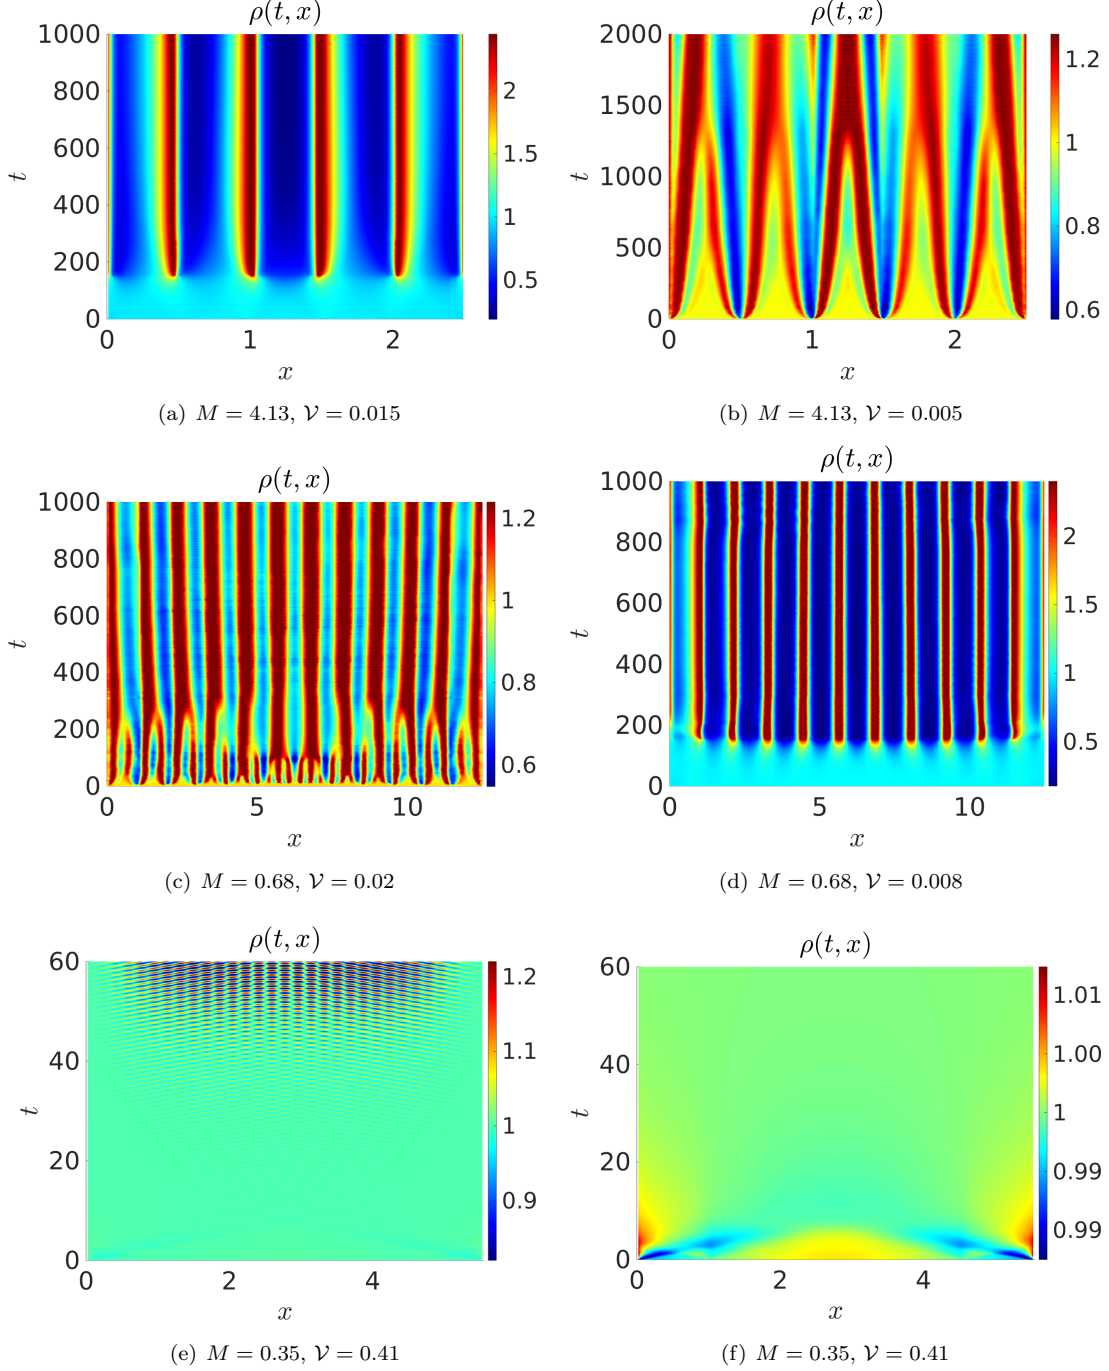 ρ(t, x)
1000
800
600
400
200
0
t
0 1 2
x
2
1.5
1
0.5
(a) M = 4.13, 𝒱 = 0.015
ρ(t, x)
2000
1500
1000
500
0
t
0 1 2
x
1.2
1
0.8
0.6
(b) M = 4.13, 𝒱 = 0.005
ρ(t, x)
1000
800
600
400
200
0
t
0 5 10
x
1.2
1
0.8
0.6
(c) M = 0.68, 𝒱 = 0.02
ρ(t, x)
1000
800
600
400
200
0
t
0 5 10
x
2
1.5
1
0.5
(d) M = 0.68, 𝒱 = 0.008
ρ(t, x)
60
40
20
0
t
0 2 4
x
1.2
1.1
1
0.9
(e) M = 0.35, 𝒱 = 0.41
ρ(t, x)
60
40
20
0
t
0 2 4
x
1.01
1.00
1
0.99
0.99
(f) M = 0.35, 𝒱 = 0.41